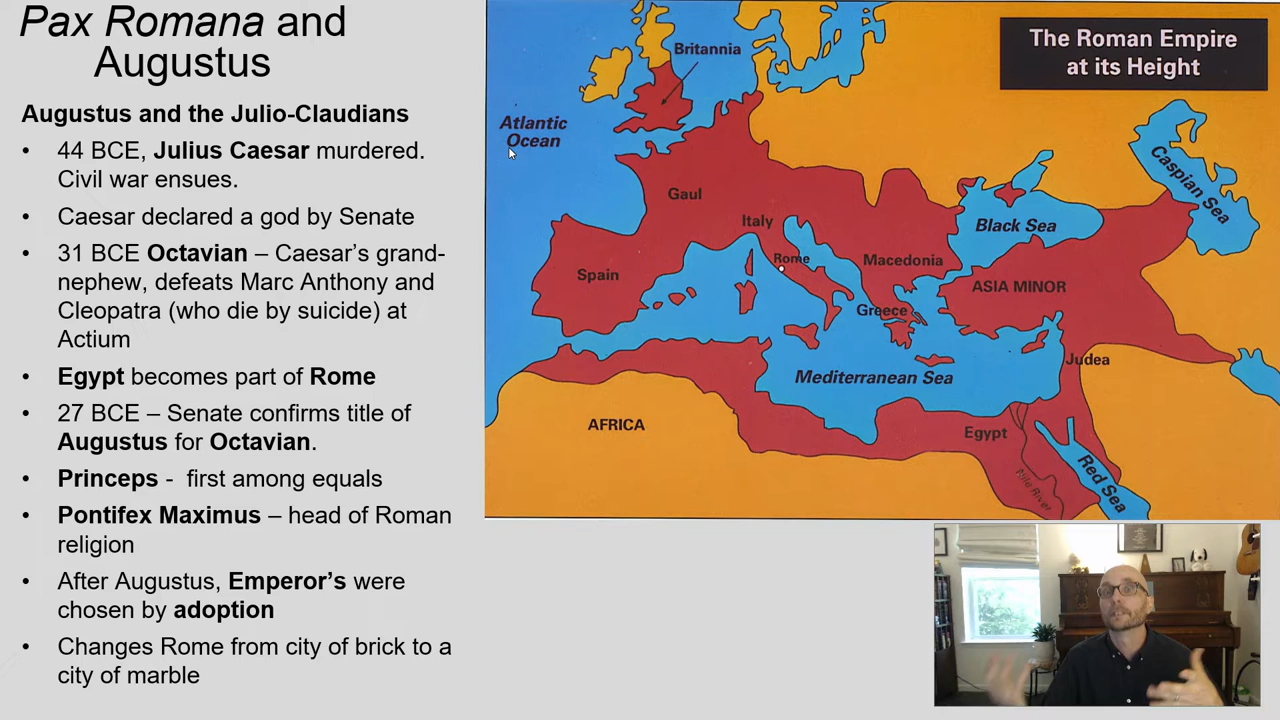 Pax Romana and
Augustus
Augustus and the Julio-Claudians
• 44 BCE, Julius Caesar murdered.
Civil war ensues.
• Caesar declared a god by Senate
• 31 BCE Octavian – Caesar's grand-
nephew, defeats Marc Anthony and
Cleopatra (who die by suicide) at
Actium
• Egypt becomes part of Rome
• 27 BCE – Senate confirms title of
Augustus for Octavian.
• Princeps - first among equals
• Pontifex Maximus – head of Roman
religion
• After Augustus, Emperor's were
chosen by adoption
• Changes Rome from city of brick to a
city of marble
The Roman Empire
at its Height
Britannia
Atlantic
Ocean
Caspian Sea
Gaul
Italy
Black Sea
Rome
Macedonia
Spain
ASIA MINOR
Greece
Judea
Mediterranean Sea
AFRICA
Egypt
Red Sea
Nile River